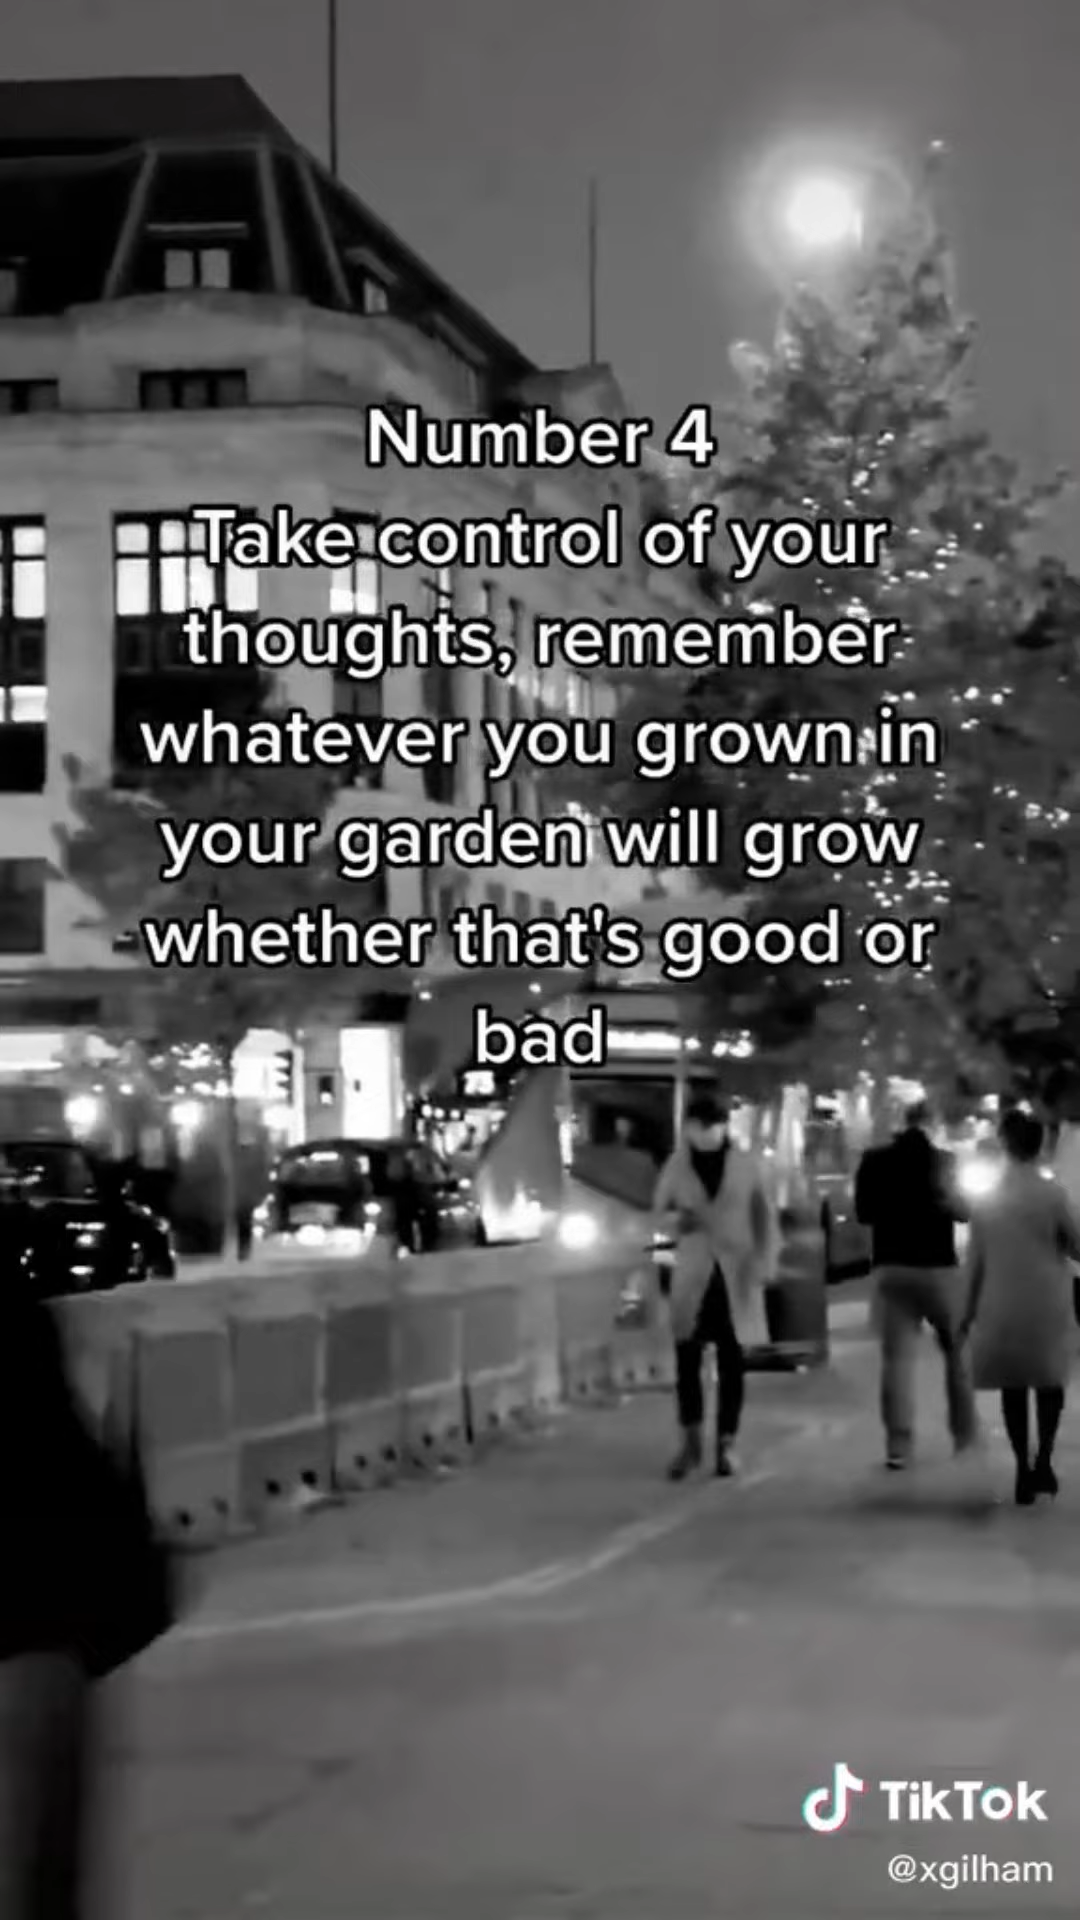 Number 4
Take control of your
thoughts, remember
whatever you grown in
your garden will grow
whether that's good or
bad
73
TikTok
@xgilham